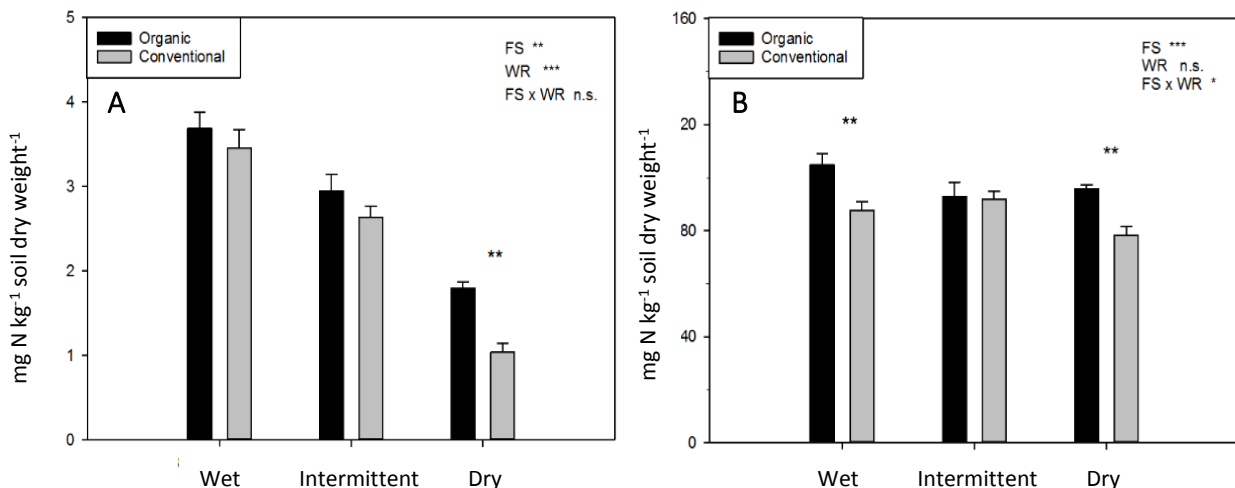 mg N kg⁻¹ soil dry weight⁻¹
5
4
3
2
1
0
Organic
Conventional
A
FS **
WR ***
FS x WR n.s.
**
Wet Intermittent Dry
mg N kg⁻¹ soil dry weight⁻¹
160
20
80
40
0
Organic
Conventional
B
FS ***
WR n.s.
FS x WR *
**
**
Wet Intermittent Dry